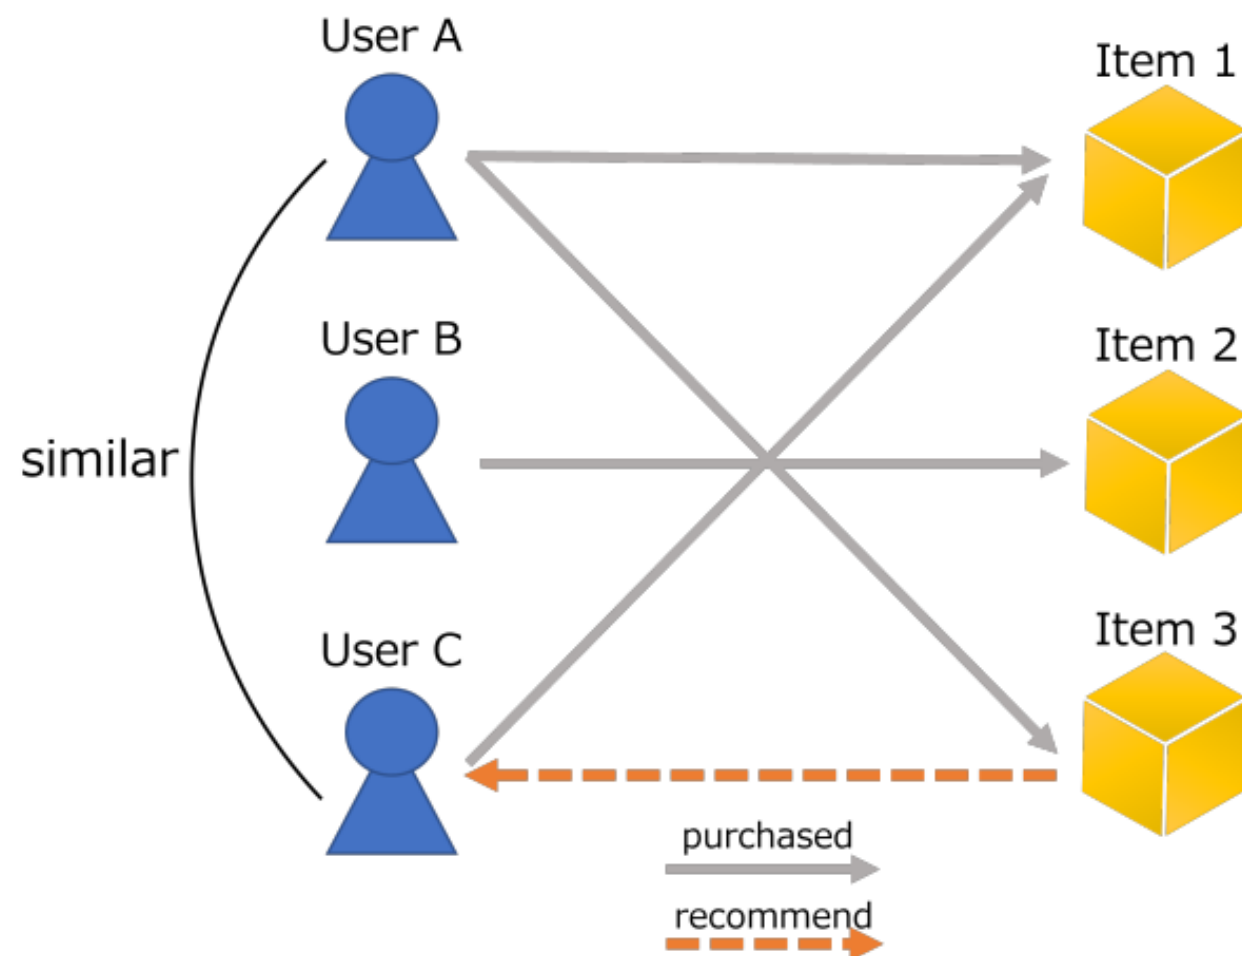 User A
Item 1
User B
Item 2
similar
User C
Item 3
purchased
recommend